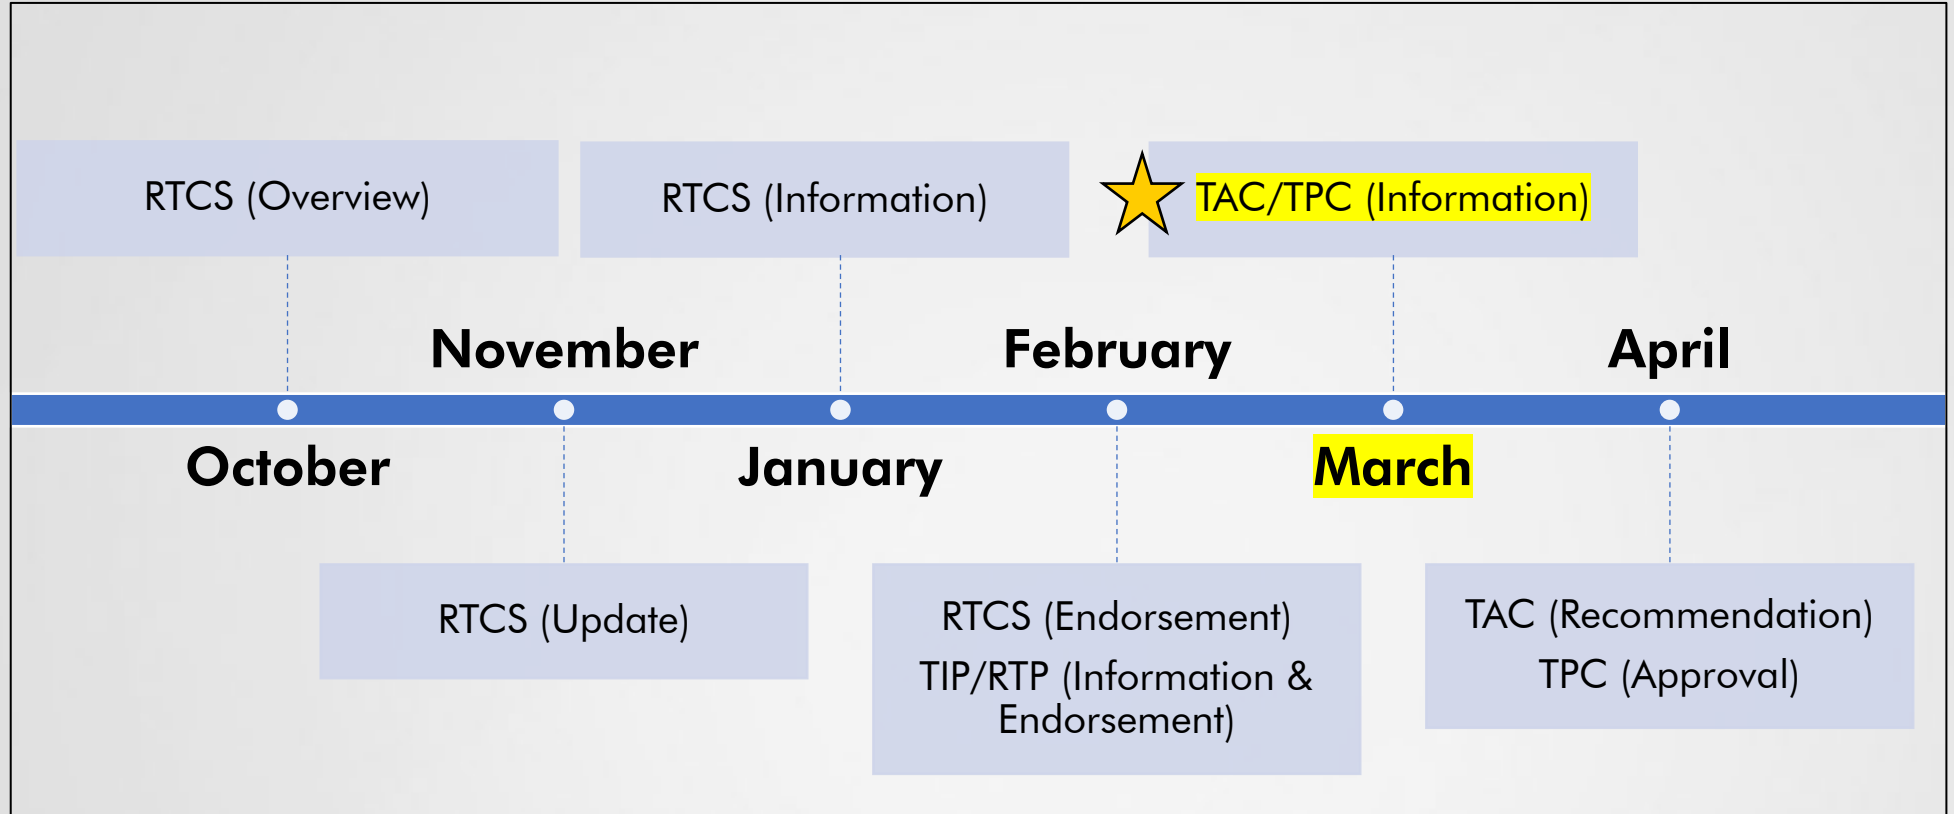 RTCS (Overview)
RTCS (Information)
TAC/TPC (Information)
November
February
April
October
January
March
RTCS (Update)
RTCS (Endorsement)
TIP/RTP (Information &
Endorsement)
TAC (Recommendation)
TPC (Approval)